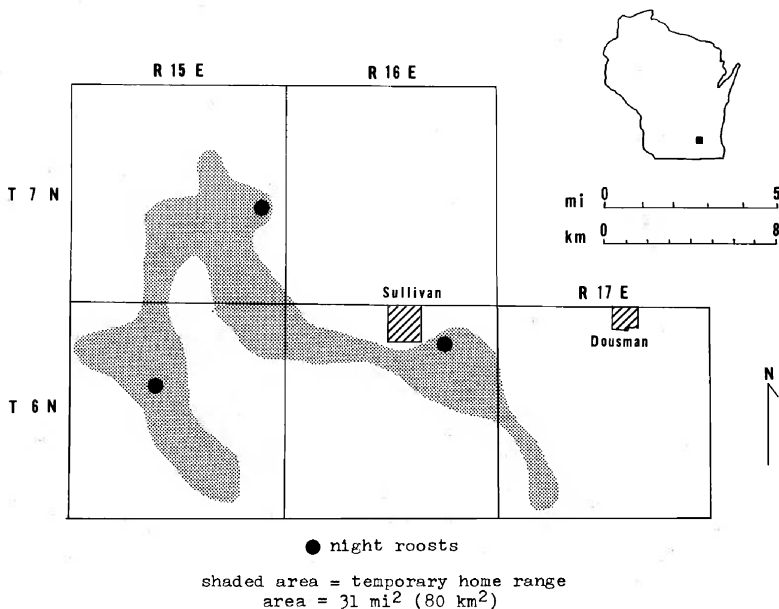 R 15 E
R 16 E
T 7 N
mi 0 5
km 0 8
Sullivan
R 17 E
Dousman
T 6 N
N
night roosts
shaded area = temporary home range
area = 31 mi² (80 km²)